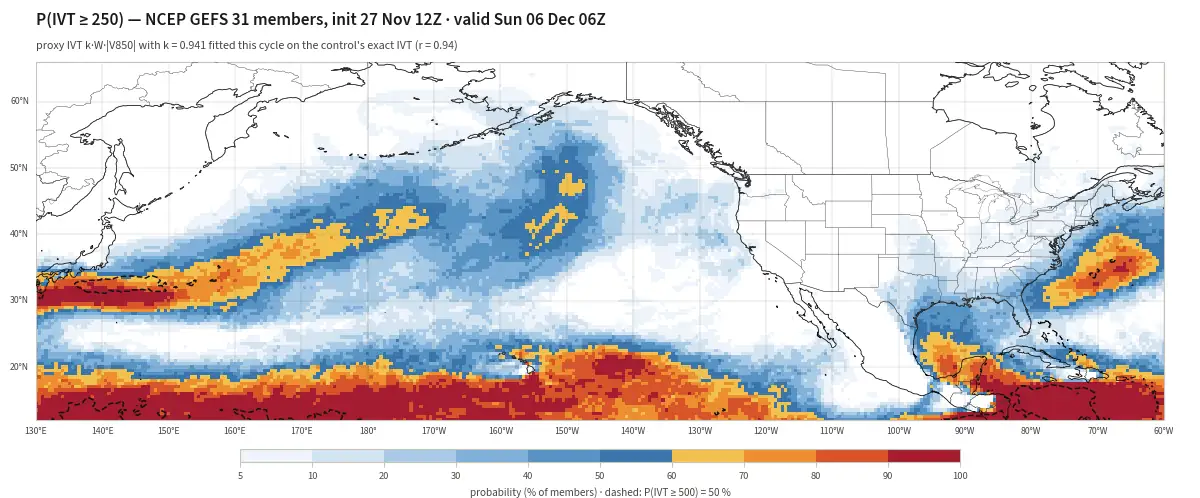 P(IVT ≥ 250) — NCEP GEFS 31 members, init 27 Nov 12Z · valid Sun 06 Dec 06Z
proxy IVT k·W·|V850| with k = 0.941 fitted this cycle on the control's exact IVT (r = 0.94)
60°N
50°N
40°N
30°N
20°N
130°E 140°E 150°E 160°E 170°E 180° 170°W 160°W 150°W 140°W 130°W 120°W 110°W 100°W 90°W 80°W 70°W 60°W
5 10 20 30 40 50 60 70 80 90 100
probability (% of members) · dashed: P(IVT ≥ 500) = 50 %